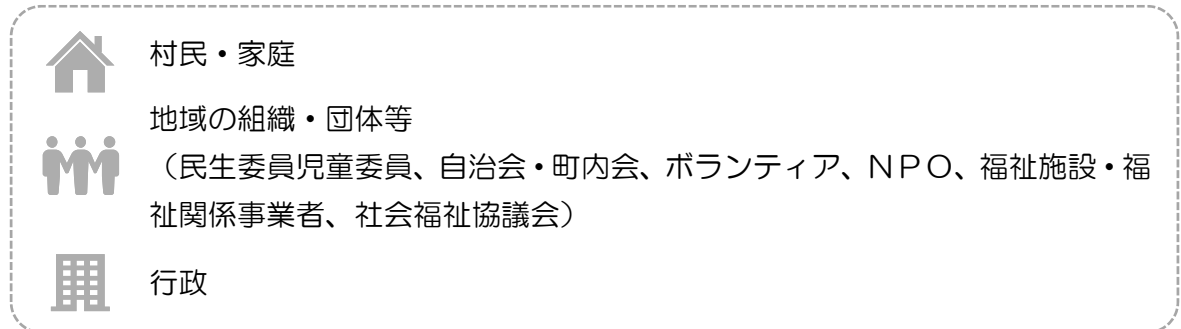 村民・家庭
地域の組織・団体等
（民生委員児童委員、自治会・町内会、ボランティア、ＮＰＯ、福祉施設・福
祉関係事業者、社会福祉協議会）
行政